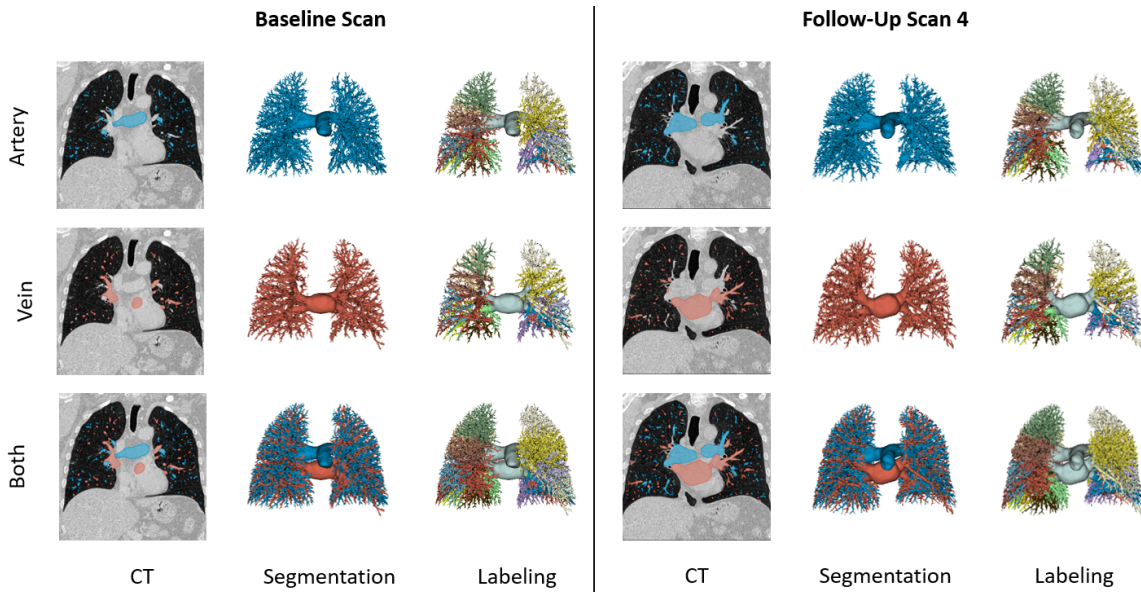 Baseline Scan
Follow-Up Scan 4
Artery
Vein
Both
CT
Segmentation
Labeling
CT
Segmentation
Labeling